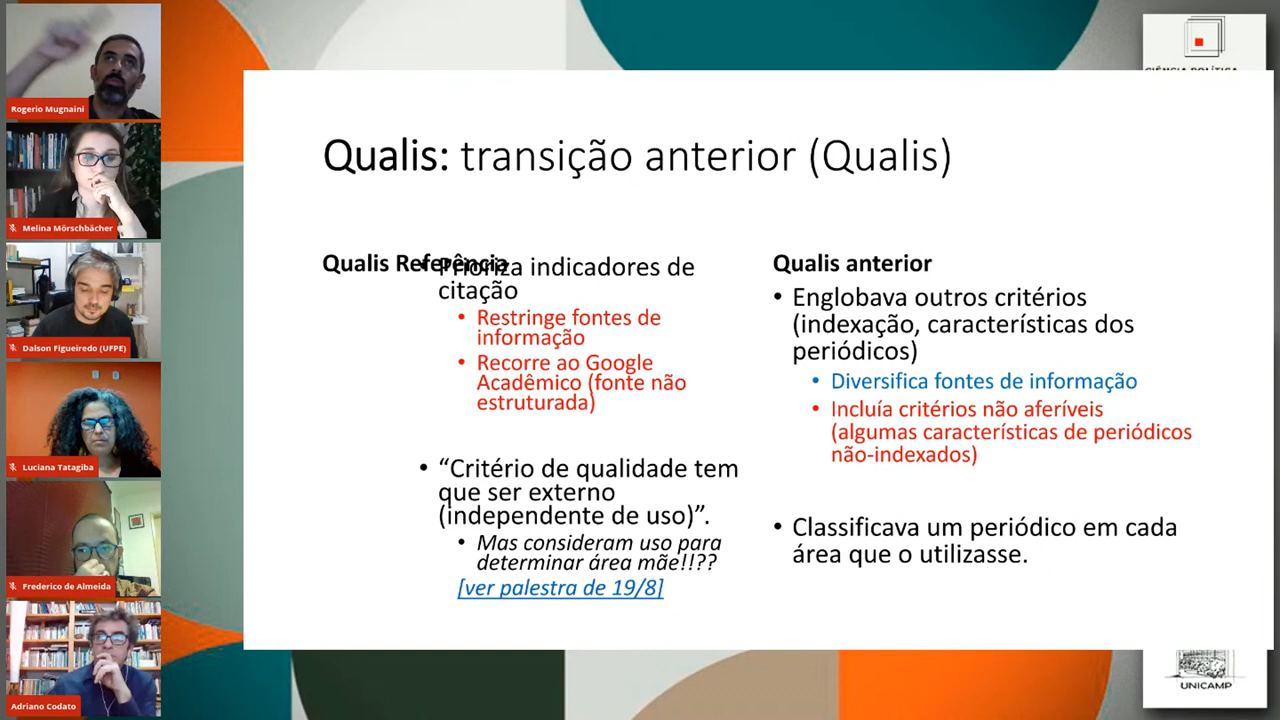 Rogerio Mugnaini
Melina Mörschbächer
Dalson Figueiredo (UFPE)
Luciana Tatagiba
Frederico de Almeida
Adriano Codato
Qualis: transição anterior (Qualis)
Qualis Referência
• Prioriza indicadores de
citação
• Restringe fontes de
informação
• Recorre ao Google
Acadêmico (fonte não
estruturada)
• “Critério de qualidade tem
que ser externo
(independente de uso)”.
• Mas consideram uso para
determinar área mãe!!??
[ver palestra de 19/8]
Qualis anterior
• Englobava outros critérios
(indexação, características dos
periódicos)
• Diversifica fontes de informação
• Incluía critérios não aferíveis
(algumas características de periódicos
não-indexados)
• Classificava um periódico em cada
área que o utilizasse.
CIÊNCIA POLÍTICA
UNICAMP